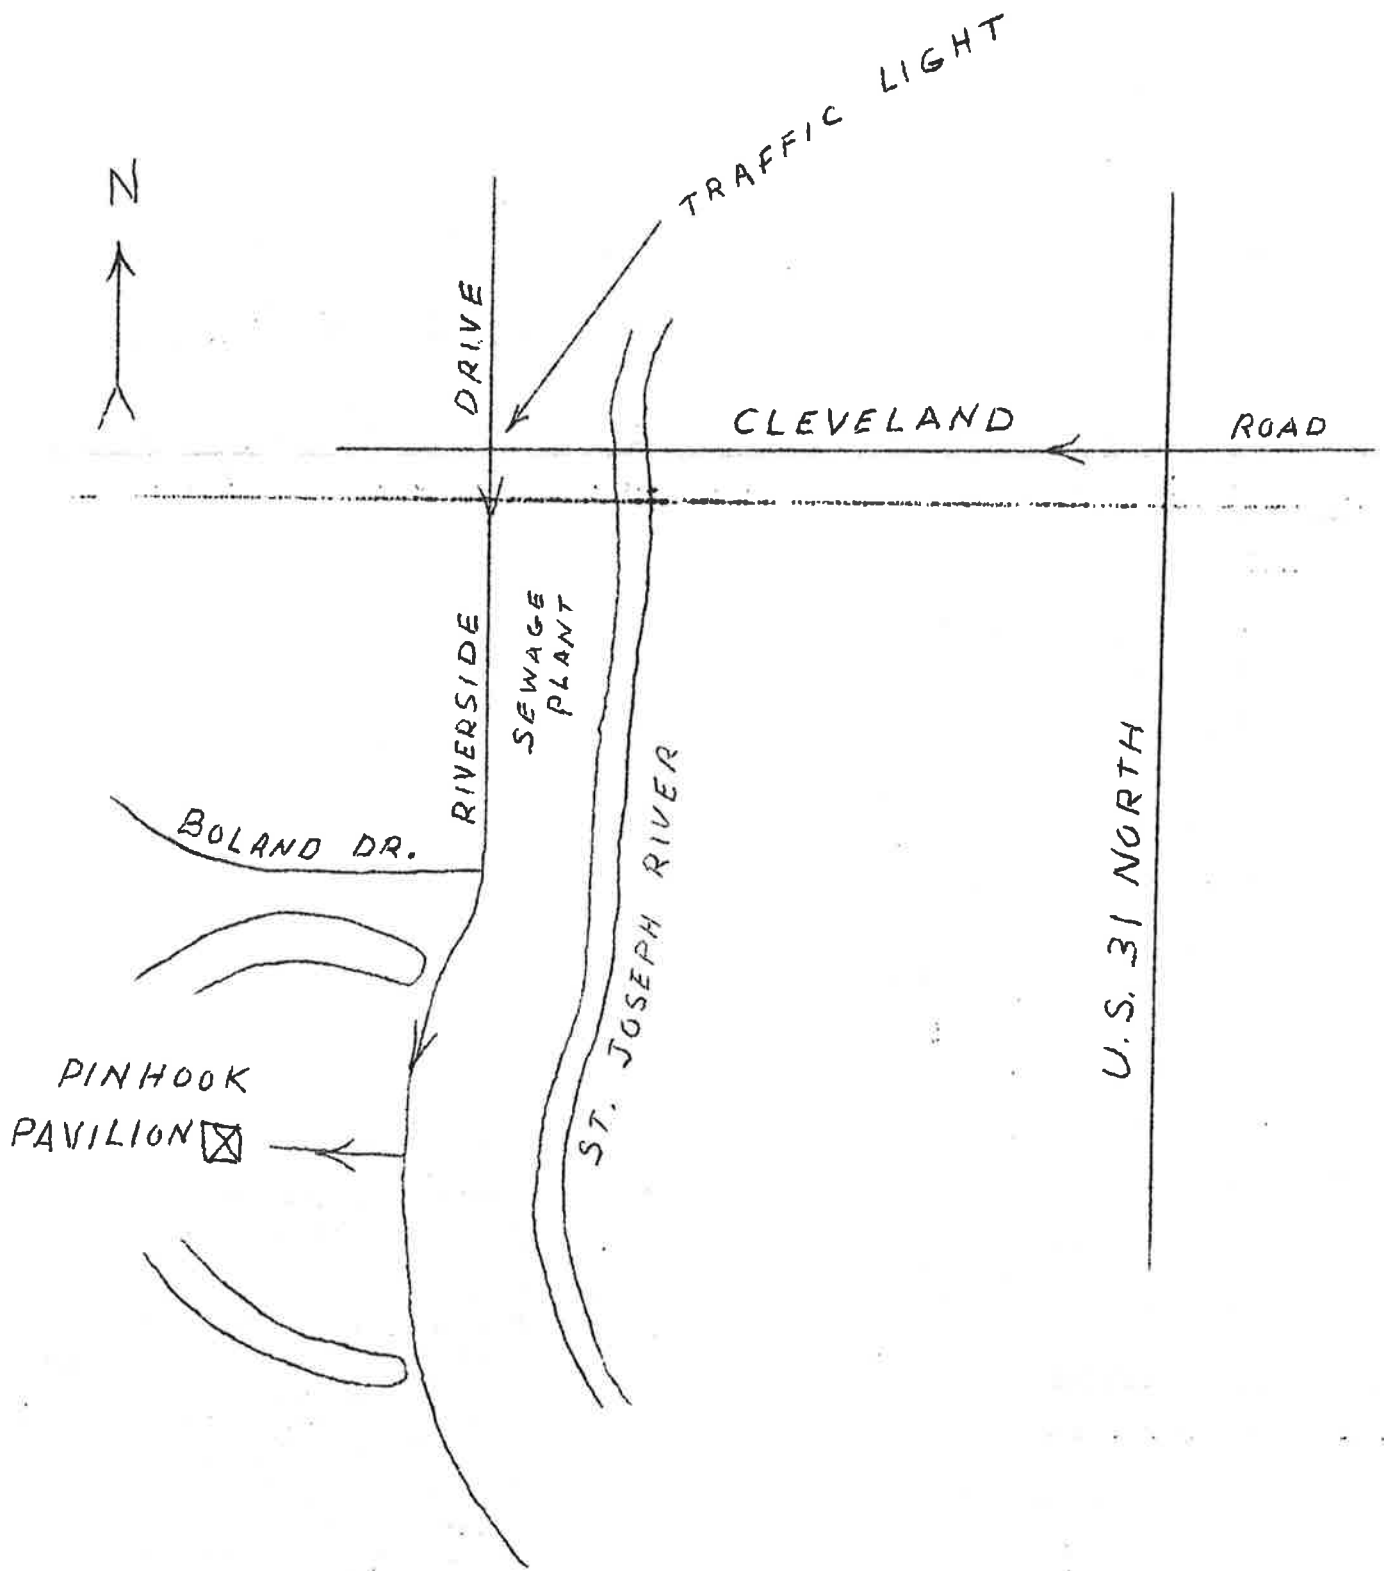 TRAFFIC LIGHT
N
DRIVE
CLEVELAND
ROAD
RIVERSIDE
SEWAGE
PLANT
BOLAND DR.
ST. JOSEPH RIVER
U.S. 31 NORTH
PINHOOK
PAVILION